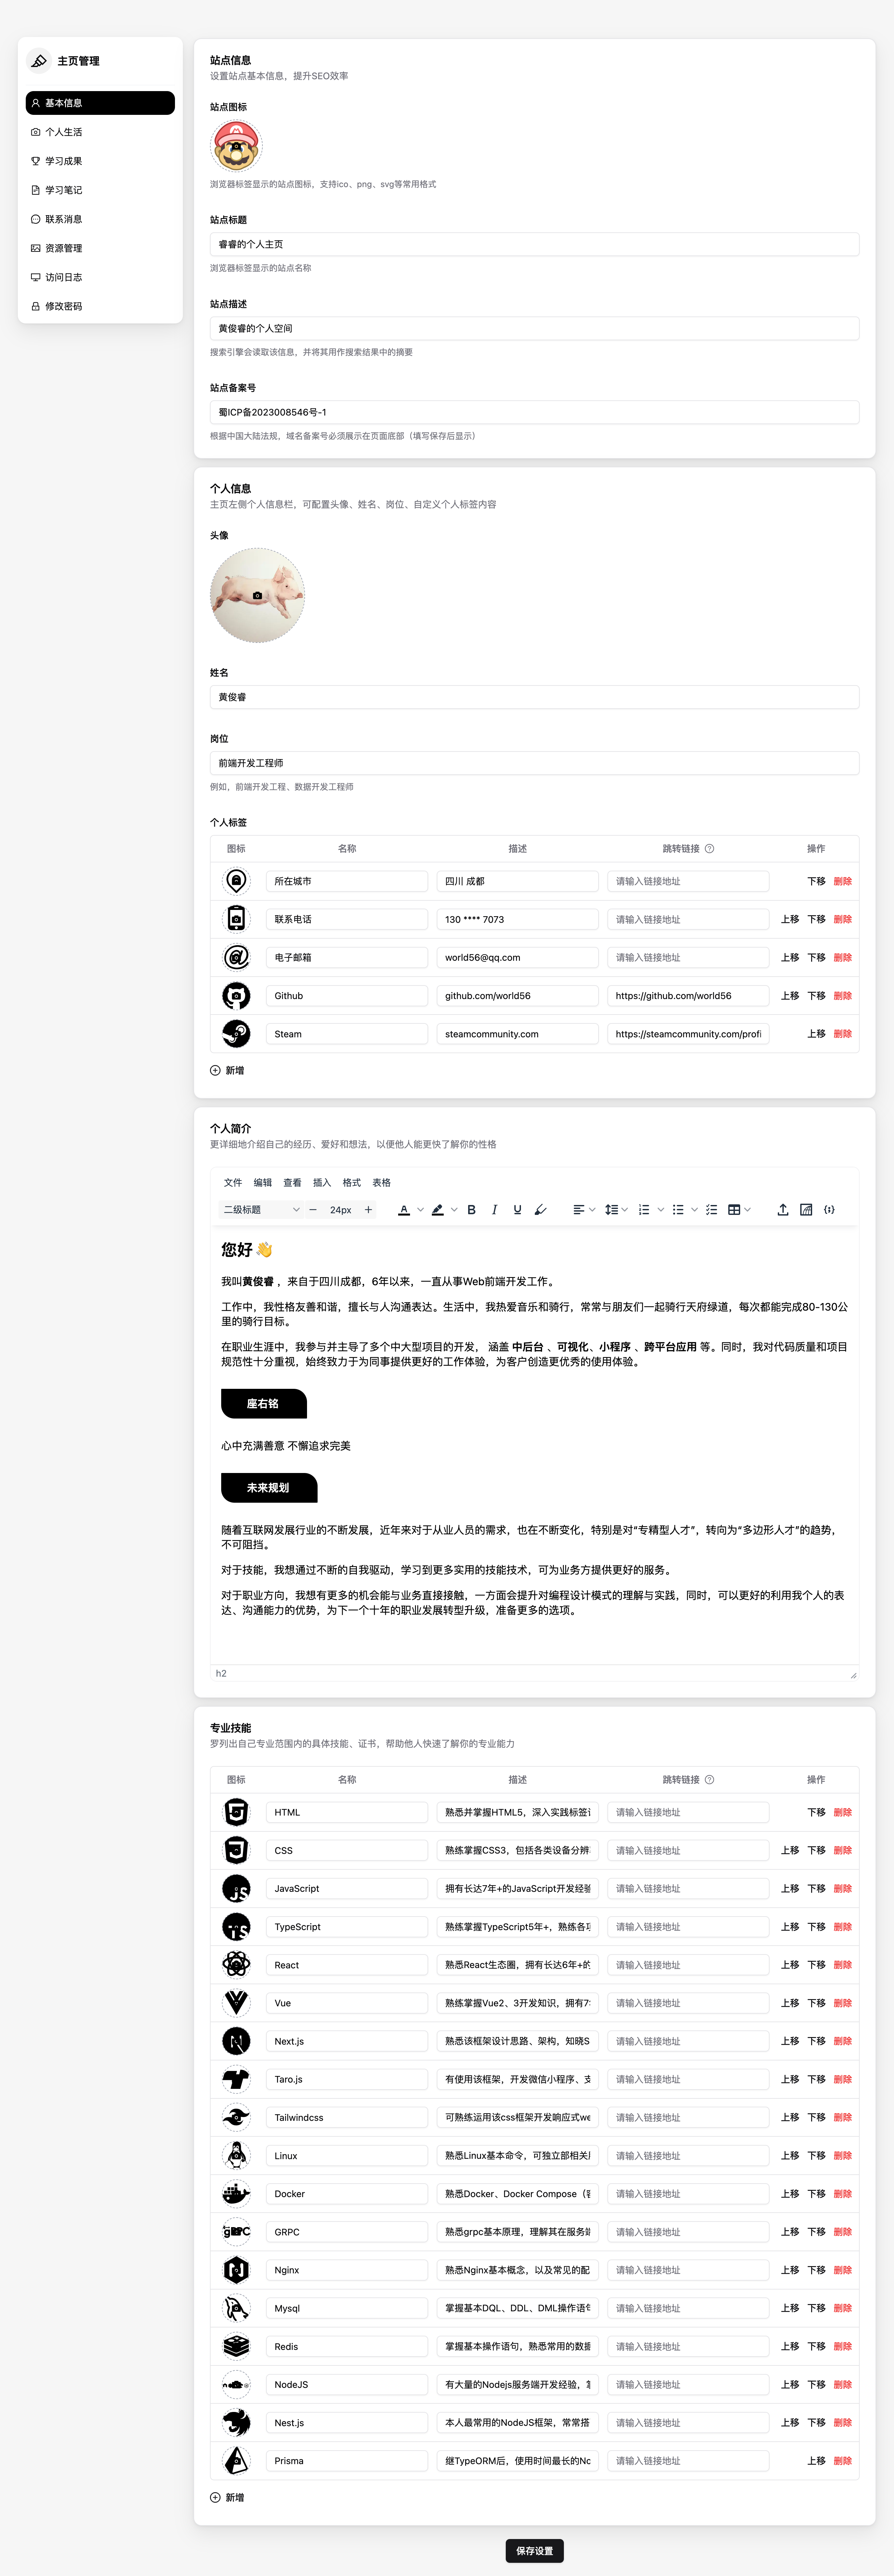 主页管理
基本信息
个人生活
学习成果
学习笔记
联系消息
资源管理
访问日志
修改密码
站点信息
设置站点基本信息，提升SEO效率
站点图标
浏览器标签显示的站点图标，支持ico、png、svg等常用格式
站点标题
睿睿的个人主页
浏览器标签显示的站点名称
站点描述
黄俊睿的个人空间
搜索引擎会读取该信息，并将其用作搜索结果中的摘要
站点备案号
蜀ICP备2023008546号-1
根据中国大陆法规，域名备案号必须展示在页面底部（填写保存后显示）
个人信息
主页左侧个人信息栏，可配置头像、姓名、岗位、自定义个人标签内容
头像
姓名
黄俊睿
岗位
前端开发工程师
例如，前端开发工程、数据开发工程师
个人标签
图标 名称 描述 跳转链接 操作
所在城市 四川 成都 请输入链接地址 下移 删除
联系电话 130 **** 7073 请输入链接地址 上移 下移 删除
电子邮箱 world56@qq.com 请输入链接地址 上移 下移 删除
Github github.com/world56 https://github.com/world56 上移 下移 删除
Steam steamcommunity.com https://steamcommunity.com/profi 上移 删除
新增
个人简介
更详细地介绍自己的经历、爱好和想法，以便他人能更快了解你的性格
文件 编辑 查看 插入 格式 表格
二级标题 24px
您好👋
我叫黄俊睿 ，来自于四川成都，6年以来，一直从事Web前端开发工作。
工作中，我性格友善和谐，擅长与人沟通表达。生活中，我热爱音乐和骑行，常常与朋友们一起骑行天府绿道，每次都能完成80-130公
里的骑行目标。
在职业生涯中，我参与并主导了多个中大型项目的开发， 涵盖 中后台 、可视化、小程序 、跨平台应用 等。同时，我对代码质量和项目
规范性十分重视，始终致力于为同事提供更好的工作体验，为客户创造更优秀的使用体验。
座右铭
心中充满善意 不懈追求完美
未来规划
随着互联网发展行业的不断发展，近年来对于从业人员的需求，也在不断变化，特别是对“专精型人才”，转向为“多边形人才”的趋势，
不可阻挡。
对于技能，我想通过不断的自我驱动，学习到更多实用的技能技术，可为业务方提供更好的服务。
对于职业方向，我想有更多的机会能与业务直接接触，一方面会提升对编程设计模式的理解与实践，同时，可以更好的利用我个人的表
达、沟通能力的优势，为下一个十年的职业发展转型升级，准备更多的选项。
h2
专业技能
罗列出自己专业范围内的具体技能、证书，帮助他人快速了解你的专业能力
图标 名称 描述 跳转链接 操作
HTML 熟悉并掌握HTML5，深入实践标签 请输入链接地址 下移 删除
CSS 熟练掌握CSS3，包括各类设备分辨 请输入链接地址 上移 下移 删除
JavaScript 拥有长达7年+的JavaScript开发经验 请输入链接地址 上移 下移 删除
TypeScript 熟练掌握TypeScript5年+，熟练各 请输入链接地址 上移 下移 删除
React 熟悉React生态圈，拥有长达6年+的 请输入链接地址 上移 下移 删除
Vue 熟练掌握Vue2、3开发知识，拥有7 请输入链接地址 上移 下移 删除
Next.js 熟悉该框架设计思路、架构，知晓S 请输入链接地址 上移 下移 删除
Taro.js 有使用该框架，开发微信小程序、支 请输入链接地址 上移 下移 删除
Tailwindcss 可熟练运用该css框架开发响应式we 请输入链接地址 上移 下移 删除
Linux 熟悉Linux基本命令，可独立部相关 请输入链接地址 上移 下移 删除
Docker 熟悉Docker、Docker Compose（ 请输入链接地址 上移 下移 删除
gRPC GRPC 熟悉grpc基本原理，理解其在服务端 请输入链接地址 上移 下移 删除
Nginx 熟悉Nginx基本概念，以及常见的配 请输入链接地址 上移 下移 删除
Mysql 掌握基本DQL、DDL、DML操作语句 请输入链接地址 上移 下移 删除
Redis 掌握基本操作语句，熟悉常用的数据 请输入链接地址 上移 下移 删除
NodeJS 有大量的Nodejs服务端开发经验， 请输入链接地址 上移 下移 删除
Nest.js 本人最常用的NodeJS框架，常常搭 请输入链接地址 上移 下移 删除
Prisma 继TypeORM后，使用时间最长的No 请输入链接地址 上移 删除
新增
保存设置